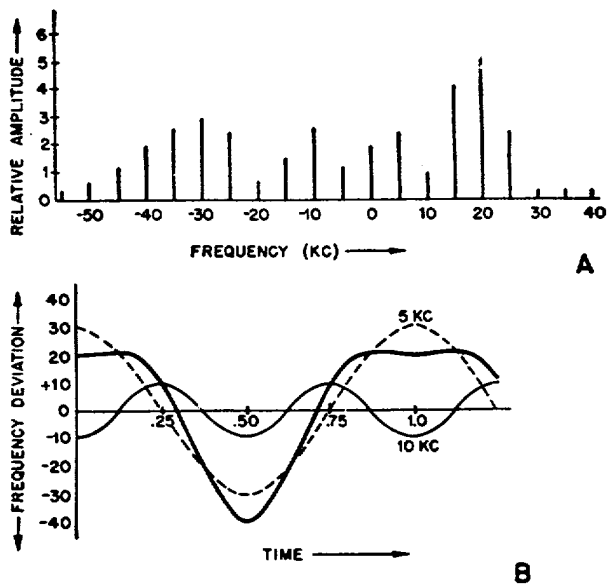 RELATIVE AMPLITUDE
6
5
4
3
2
1
0
-50 -40 -30 -20 -10 0 10 20 30 40
FREQUENCY (KC)
A
FREQUENCY DEVIATION
40
30
20
+10
0
-10
-20
-30
-40
5 KC
.25 .50 .75 1.0
10 KC
TIME
B